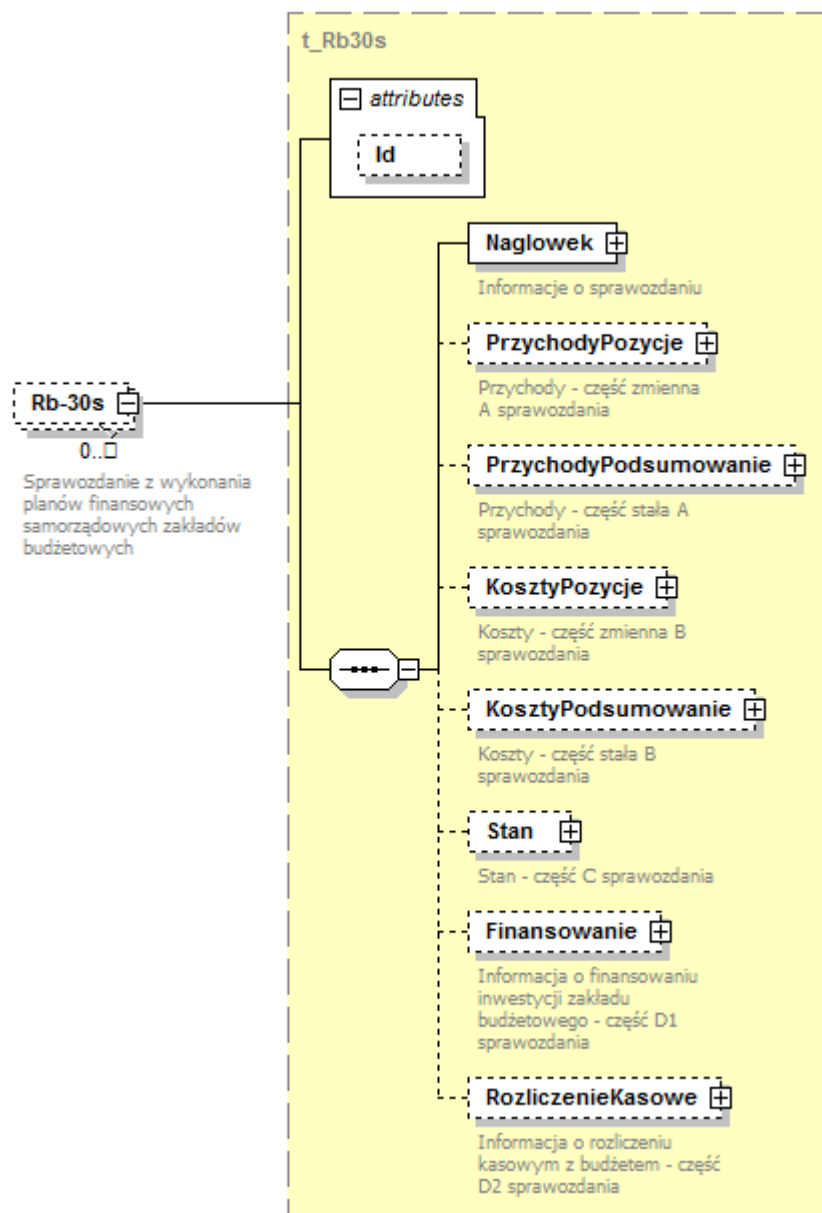 t_Rb30s
attributes
Id
Naglowek
Informacje o sprawozdaniu
PrzychodyPozycje
Przychody - część zmienna
A sprawozdania
Rb-30s
0..□
Sprawozdanie z wykonania
planów finansowych
samorządowych zakładów
budżetowych
PrzychodyPodsumowanie
Przychody - część stała A
sprawozdania
KosztyPozycje
Koszty - część zmienna B
sprawozdania
KosztyPodsumowanie
Koszty - część stała B
sprawozdania
Stan
Stan - część C sprawozdania
Finansowanie
Informacja o finansowaniu
inwestycji zakładu
budżetowego - część D1
sprawozdania
RozliczenieKasowe
Informacja o rozliczeniu
kasowym z budżetem - część
D2 sprawozdania